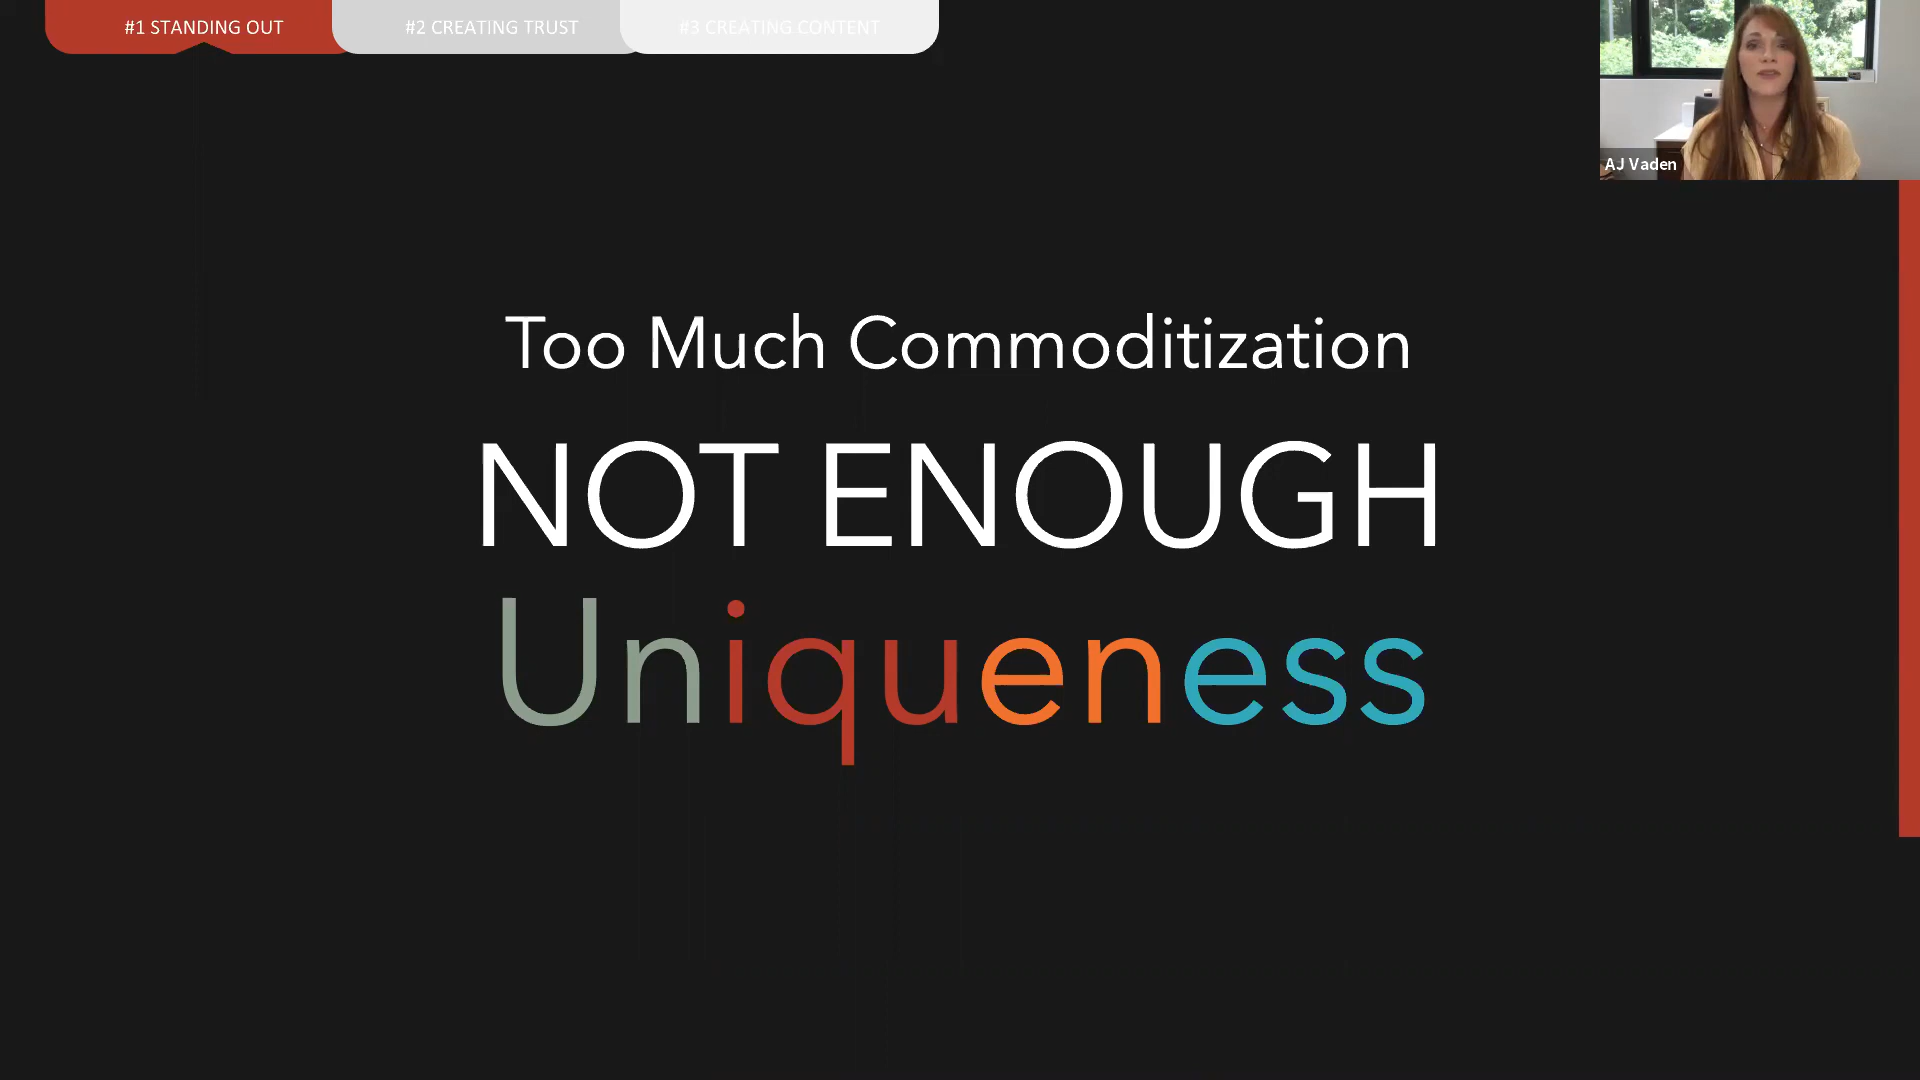 #1 STANDING OUT
#2 CREATING TRUST
#3 CREATING CONTENT
AJ Vaden
Too Much Commoditization
NOT ENOUGH
Uniqueness